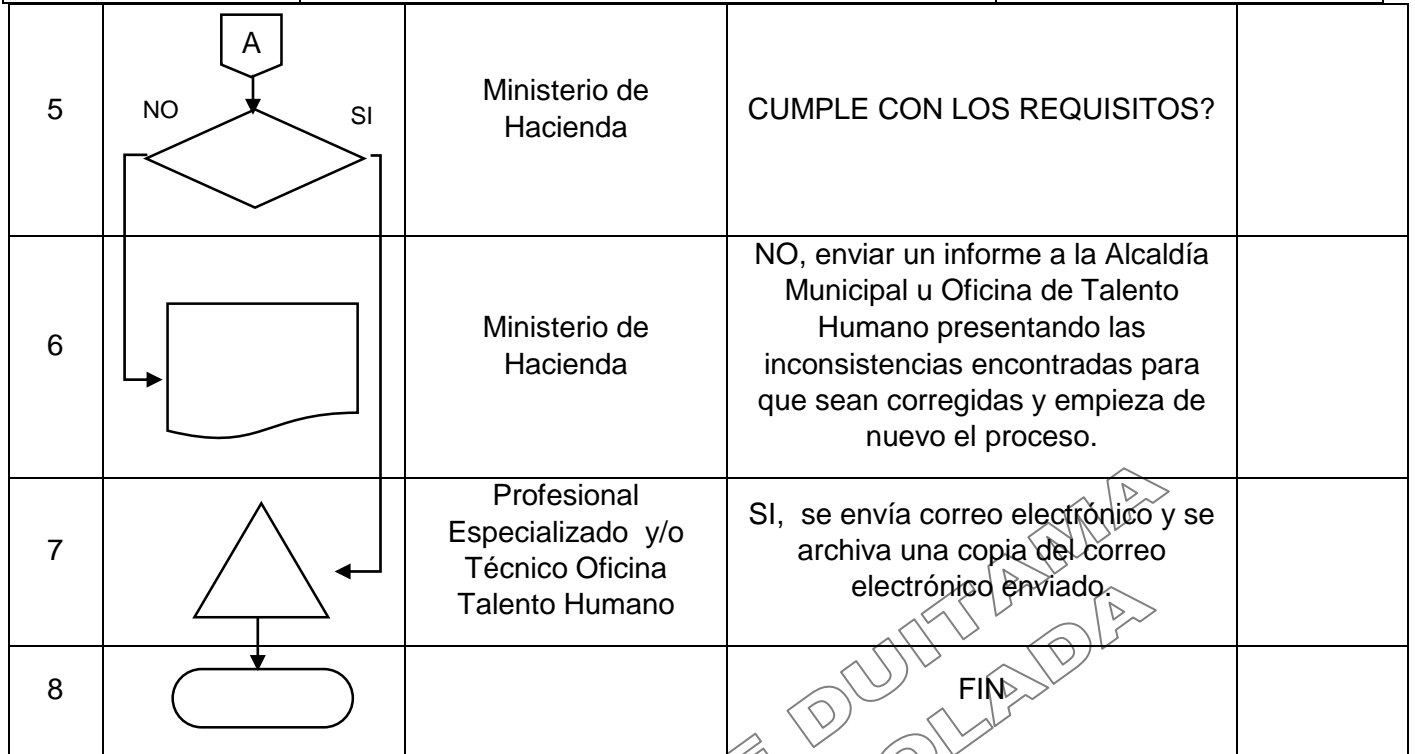 A
5
NO
SI
Ministerio de
Hacienda
CUMPLE CON LOS REQUISITOS?
6
Ministerio de
Hacienda
NO, enviar un informe a la Alcaldía
Municipal u Oficina de Talento
Humano presentando las
inconsistencias encontradas para
que sean corregidas y empieza de
nuevo el proceso.
7
Profesional
Especializado y/o
Técnico Oficina
Talento Humano
SI, se envía correo electrónico y se
archiva una copia del correo
electrónico enviado.
8
FIN
E DUITAMA
OLADA